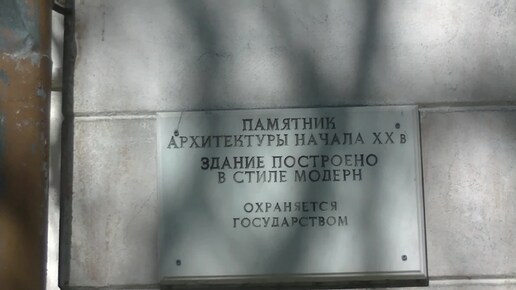 ПАМЯТНИК
АРХИТЕКТУРЫ НАЧАЛА XX в
ЗДАНИЕ ПОСТРОЕНО
В СТИЛЕ МОДЕРН
ОХРАНЯЕТСЯ
ГОСУДАРСТВОМ